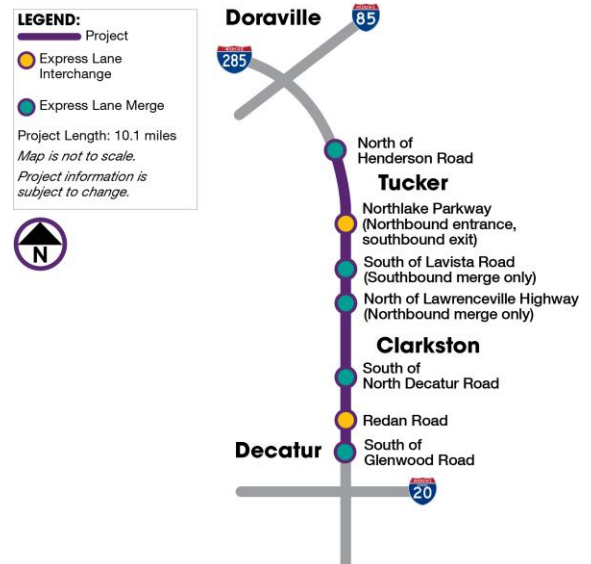 LEGEND:
Project
Express Lane
Interchange
Express Lane Merge
Project Length: 10.1 miles
Map is not to scale.
Project information is
subject to change.
N
Doraville
85
285
North of
Henderson Road
Tucker
Northlake Parkway
(Northbound entrance,
southbound exit)
South of Lavista Road
(Southbound merge only)
North of Lawrenceville Highway
(Northbound merge only)
Clarkston
South of
North Decatur Road
Redan Road
Decatur
South of
Glenwood Road
20